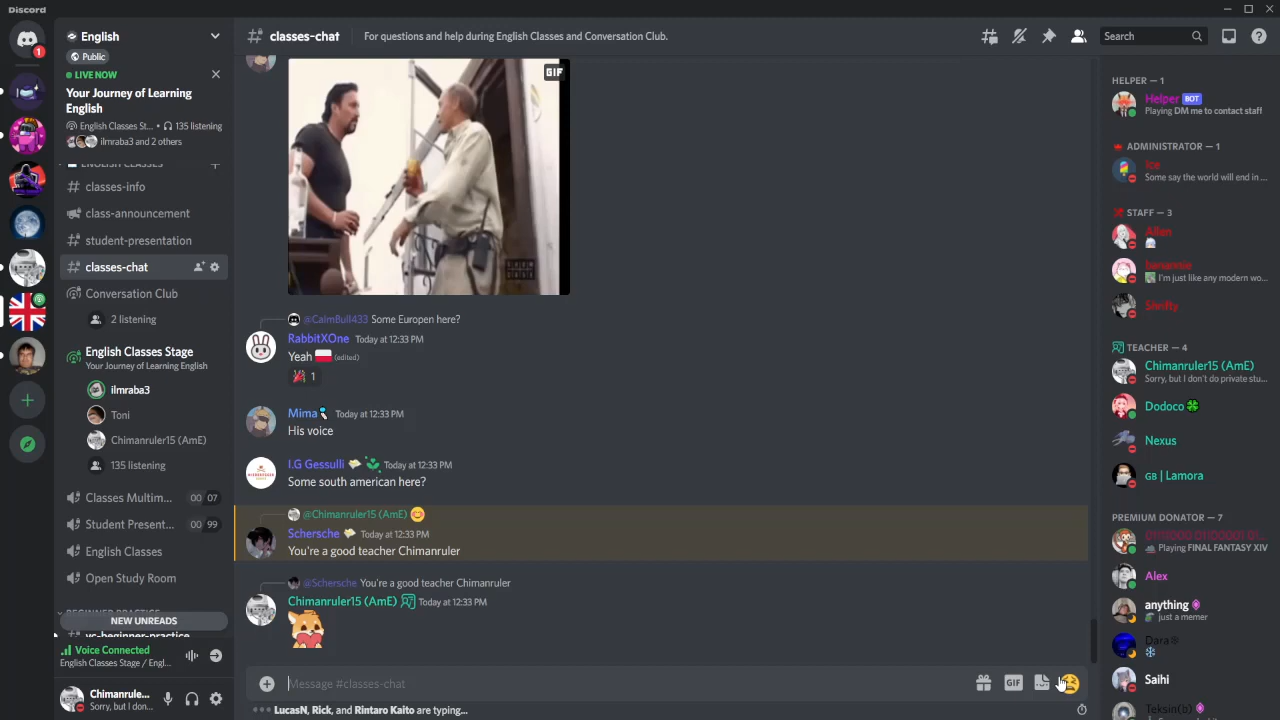 Discord
English
Public
LIVE NOW
Your Journey of Learning
English
English Classes St... • 135 listening
ilmraba3 and 2 others
1
ENGLISH CLASSES
classes-info
class-announcement
student-presentation
classes-chat
Conversation Club
2 listening
English Classes Stage
Your Journey of Learning English
ilmraba3
Toni
Chimanruler15 (AmE)
135 listening
Classes Multim... 00 07
Student Present... 00 99
English Classes
Open Study Room
BEGINNER PRACTICE
NEW UNREADS
vc-beginner-practice
Voice Connected
English Classes Stage / Engl...
Chimanrule...
Sorry, but I don...
classes-chat
For questions and help during English Classes and Conversation Club.
Search
GIF
@CalmBull433 Some Europen here?
RabbitXOne Today at 12:33 PM
Yeah (edited)
1
Mima Today at 12:33 PM
His voice
I.G Gessulli Today at 12:33 PM
Some south american here?
@Chimanruler15 (AmE)
Schersche Today at 12:33 PM
You're a good teacher Chimanruler
@Schersche You're a good teacher Chimanruler
Chimanruler15 (AmE) Today at 12:33 PM
Message #classes-chat
GIF
LucasN, Rick, and Rintaro Kaito are typing...
HELPER — 1
Helper BOT
Playing DM me to contact staff
ADMINISTRATOR — 1
Ice
Some say the world will end in ...
STAFF — 3
I'm just like any modern wo...
Shrifty
TEACHER — 4
Chimanruler15 (AmE)
Sorry, but I don't do private stu...
Dodoco
Nexus
GB | Lamora
PREMIUM DONATOR — 7
Playing FINAL FANTASY XIV
Alex
anything
just a memer
Dara
Saihi
Teksin(b)